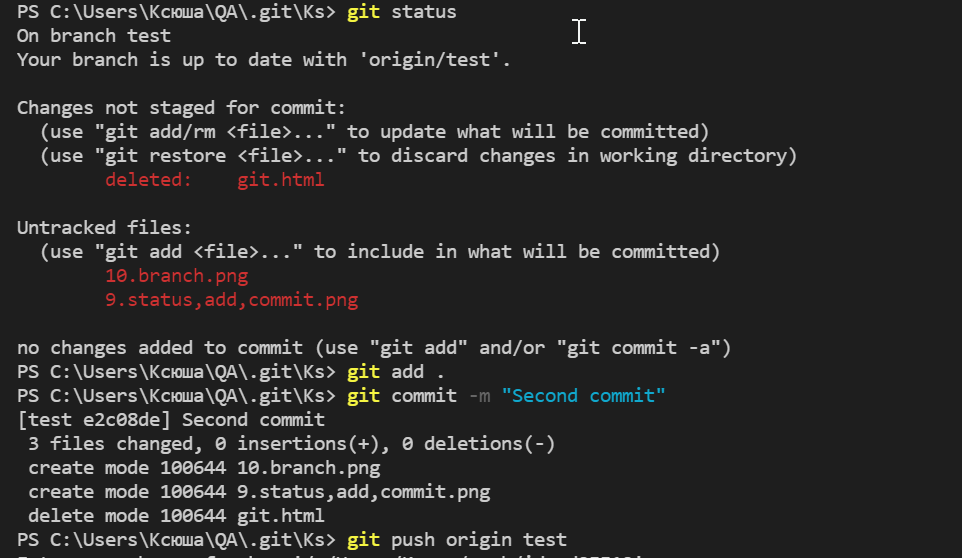 PS C:\Users\Ксюша\QA\.git\Ks> git status
On branch test
Your branch is up to date with 'origin/test'.
Changes not staged for commit:
(use "git add/rm <file>..." to update what will be committed)
(use "git restore <file>..." to discard changes in working directory)
deleted: git.html
Untracked files:
(use "git add <file>..." to include in what will be committed)
10.branch.png
9.status,add,commit.png
no changes added to commit (use "git add" and/or "git commit -a")
PS C:\Users\Ксюша\QA\.git\Ks> git add .
PS C:\Users\Ксюша\QA\.git\Ks> git commit -m "Second commit"
[test e2c08de] Second commit
3 files changed, 0 insertions(+), 0 deletions(-)
create mode 100644 10.branch.png
create mode 100644 9.status,add,commit.png
delete mode 100644 git.html
PS C:\Users\Ксюша\QA\.git\Ks> git push origin test